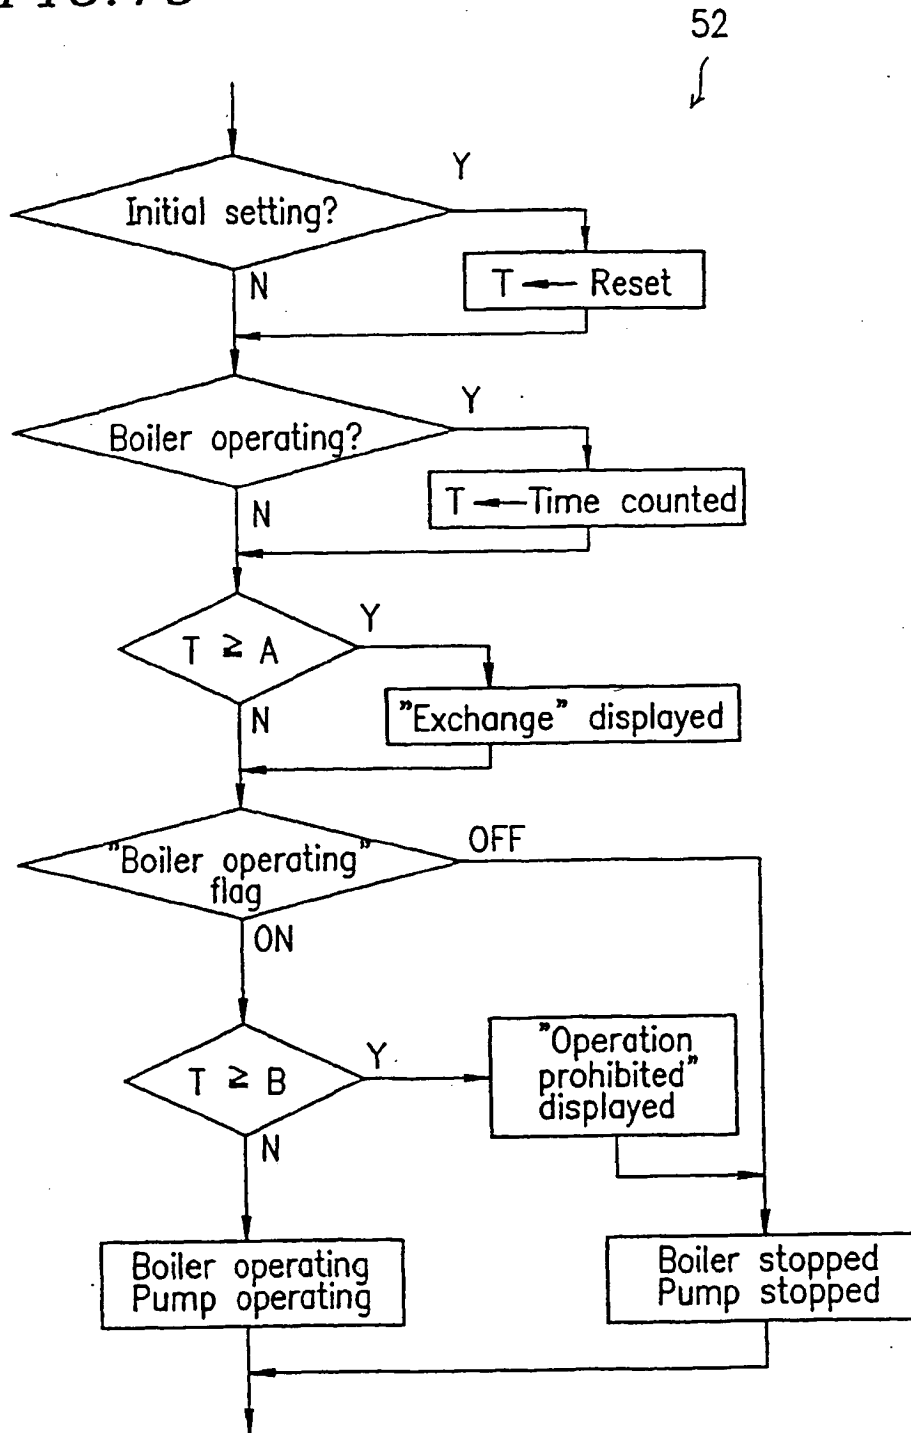 52
Y
Initial setting?
N
T ← Reset
Y
Boiler operating?
N
T ← Time counted
Y
T ≧ A
N
"Exchange" displayed
"Boiler operating"
flag
OFF
ON
T ≧ B
Y
N
"Operation
prohibited"
displayed
Boiler operating
Pump operating
Boiler stopped
Pump stopped